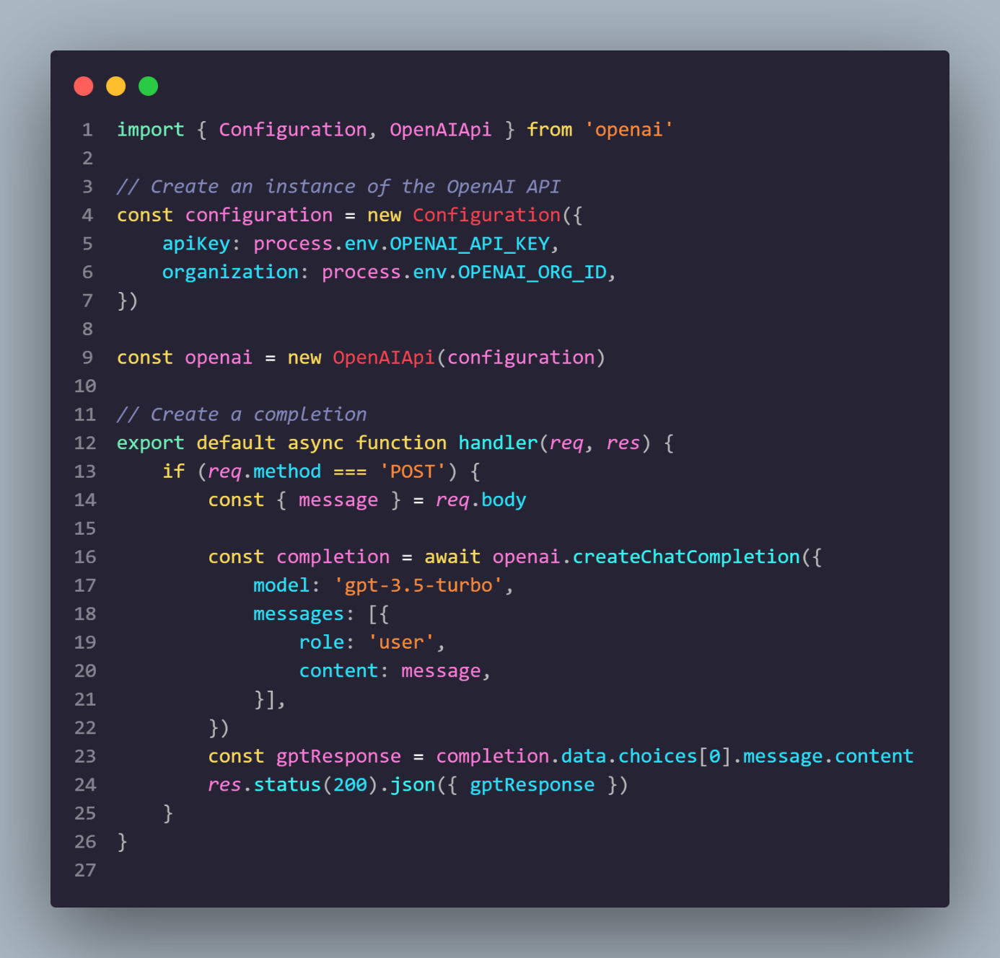 1 import { Configuration, OpenAIApi } from 'openai'
2
3 // Create an instance of the OpenAI API
4 const configuration = new Configuration({
5     apiKey: process.env.OPENAI_API_KEY,
6     organization: process.env.OPENAI_ORG_ID,
7 })
8
9 const openai = new OpenAIApi(configuration)
10
11 // Create a completion
12 export default async function handler(req, res) {
13     if (req.method === 'POST') {
14         const { message } = req.body
15
16         const completion = await openai.createChatCompletion({
17             model: 'gpt-3.5-turbo',
18             messages: [{
19                 role: 'user',
20                 content: message,
21             }],
22         })
23         const gptResponse = completion.data.choices[0].message.content
24         res.status(200).json({ gptResponse })
25     }
26 }
27